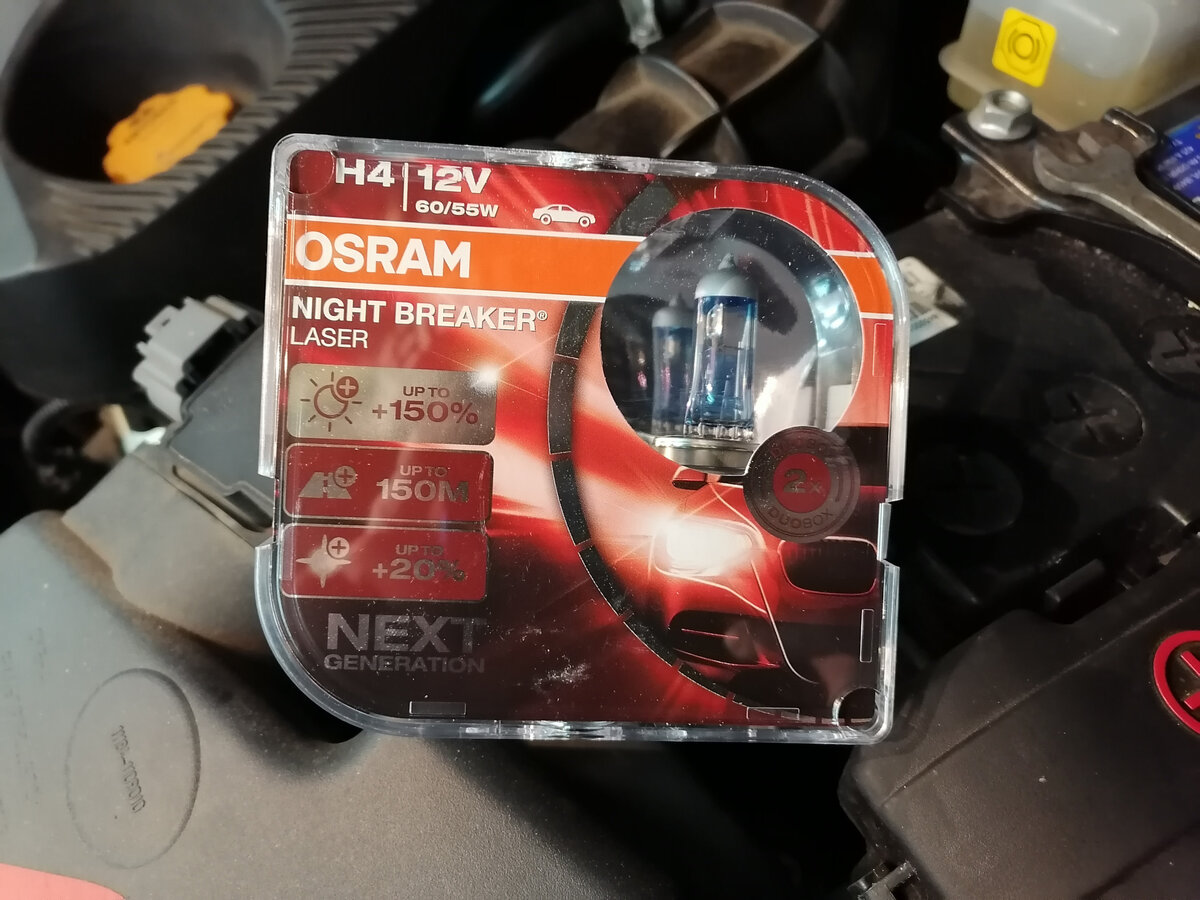 H4 12V
60/55W
OSRAM
NIGHT BREAKER®
LASER
UP TO
+150%
UP TO
150M
UP TO
+20%
NEXT
GENERATION
2x
DUOBOX